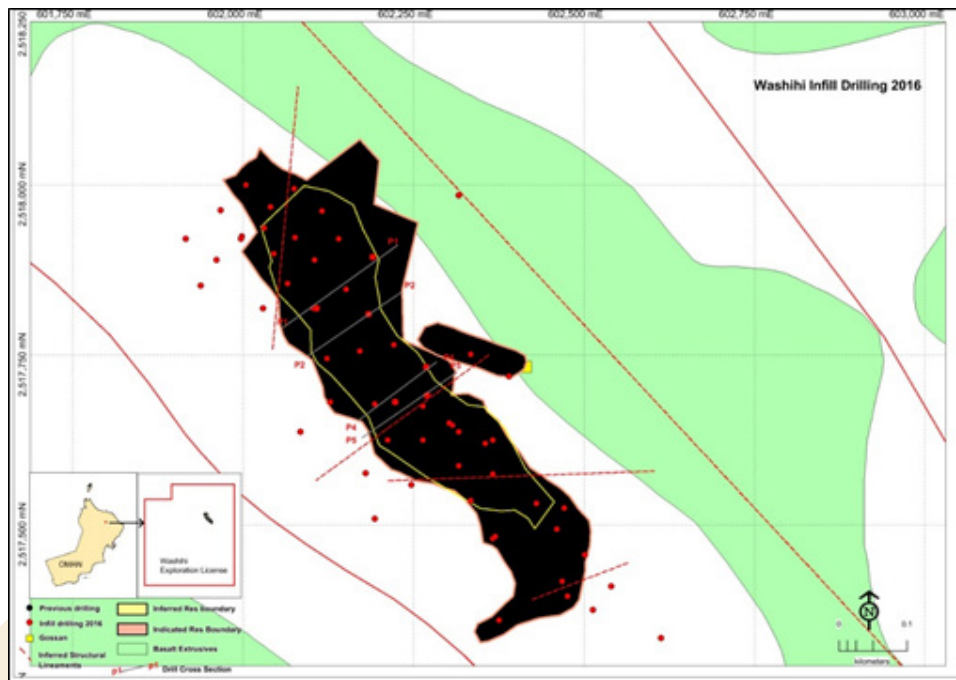 601,750 mE 602,000 mE 602,250 mE 602,500 mE 602,750 mE 603,000 mE
2,518,250
Washihi Infill Drilling 2016
2,518,000 mN
P1
P2
2,517,750 mN
P2
P4
P5
2,517,500 mN
OMAN
Washihi
Exploration License
Previous drilling
Infill drilling 2016
Gossan
Inferred Structural
Lineaments
Inferred Res boundary
Indicated Res Boundary
Basalt Extrusives
Drill Cross Section
N
0 0.1
kilometers